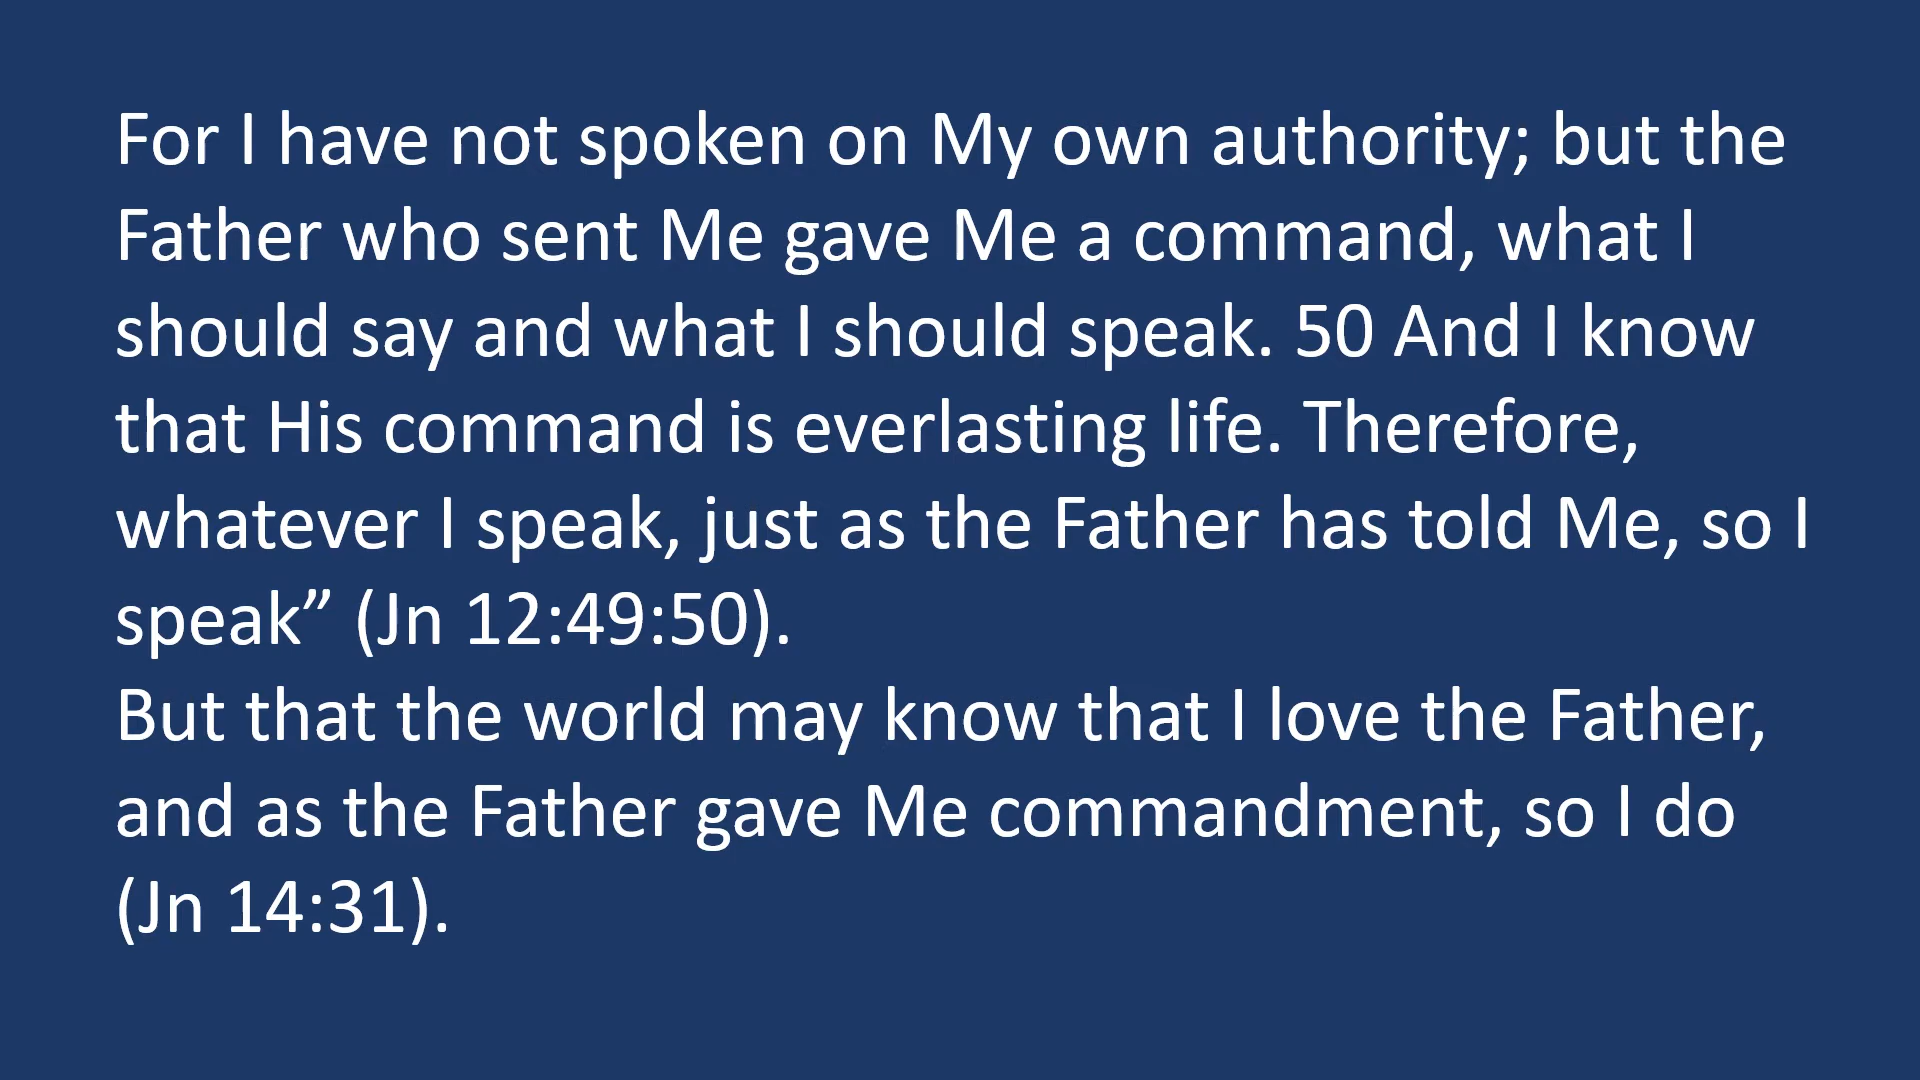 For I have not spoken on My own authority; but the
Father who sent Me gave Me a command, what I
should say and what I should speak. 50 And I know
that His command is everlasting life. Therefore,
whatever I speak, just as the Father has told Me, so I
speak” (Jn 12:49:50).
But that the world may know that I love the Father,
and as the Father gave Me commandment, so I do
(Jn 14:31).